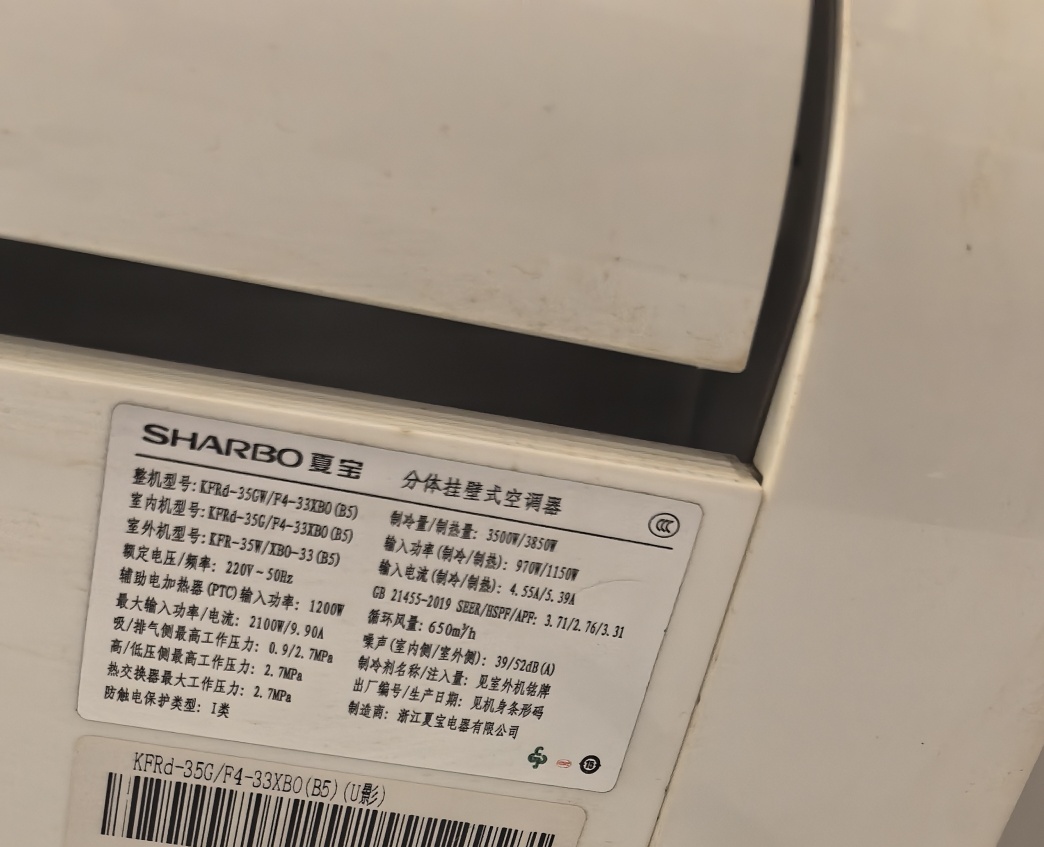 SHARBO 夏宝 分体挂壁式空调器
整机型号:KFRd-35GW/F4-33XBO(B5)
室内机型号:KFRd-35G/F4-33XBO(B5)
室外机型号:KFR-35W/XBO-33(B5)
额定电压/频率: 220V~50Hz
辅助电加热器(PTC)输入功率: 1200W
最大输入功率/电流: 2100W/9.90A
吸/排气侧最高工作压力: 0.9/2.7MPa
高/低压侧最高工作压力: 2.7MPa
热交换器最大工作压力: 2.7MPa
防触电保护类型: I类
CCC
制冷量/制热量: 3500W/3850W
输入功率(制冷/制热): 970W/1150W
输入电流(制冷/制热): 4.55A/5.39A
GB 21455-2019 SEER/HSPF/APF: 3.71/2.76/3.31
循环风量: 650m³/h
噪声(室内侧/室外侧): 39/52dB(A)
制冷剂名称/注入量: 见室外机铭牌
出厂编号/生产日期: 见机身条形码
制造商: 浙江夏宝电器有限公司
KFRd-35G/F4-33XBO(B5)(U影)